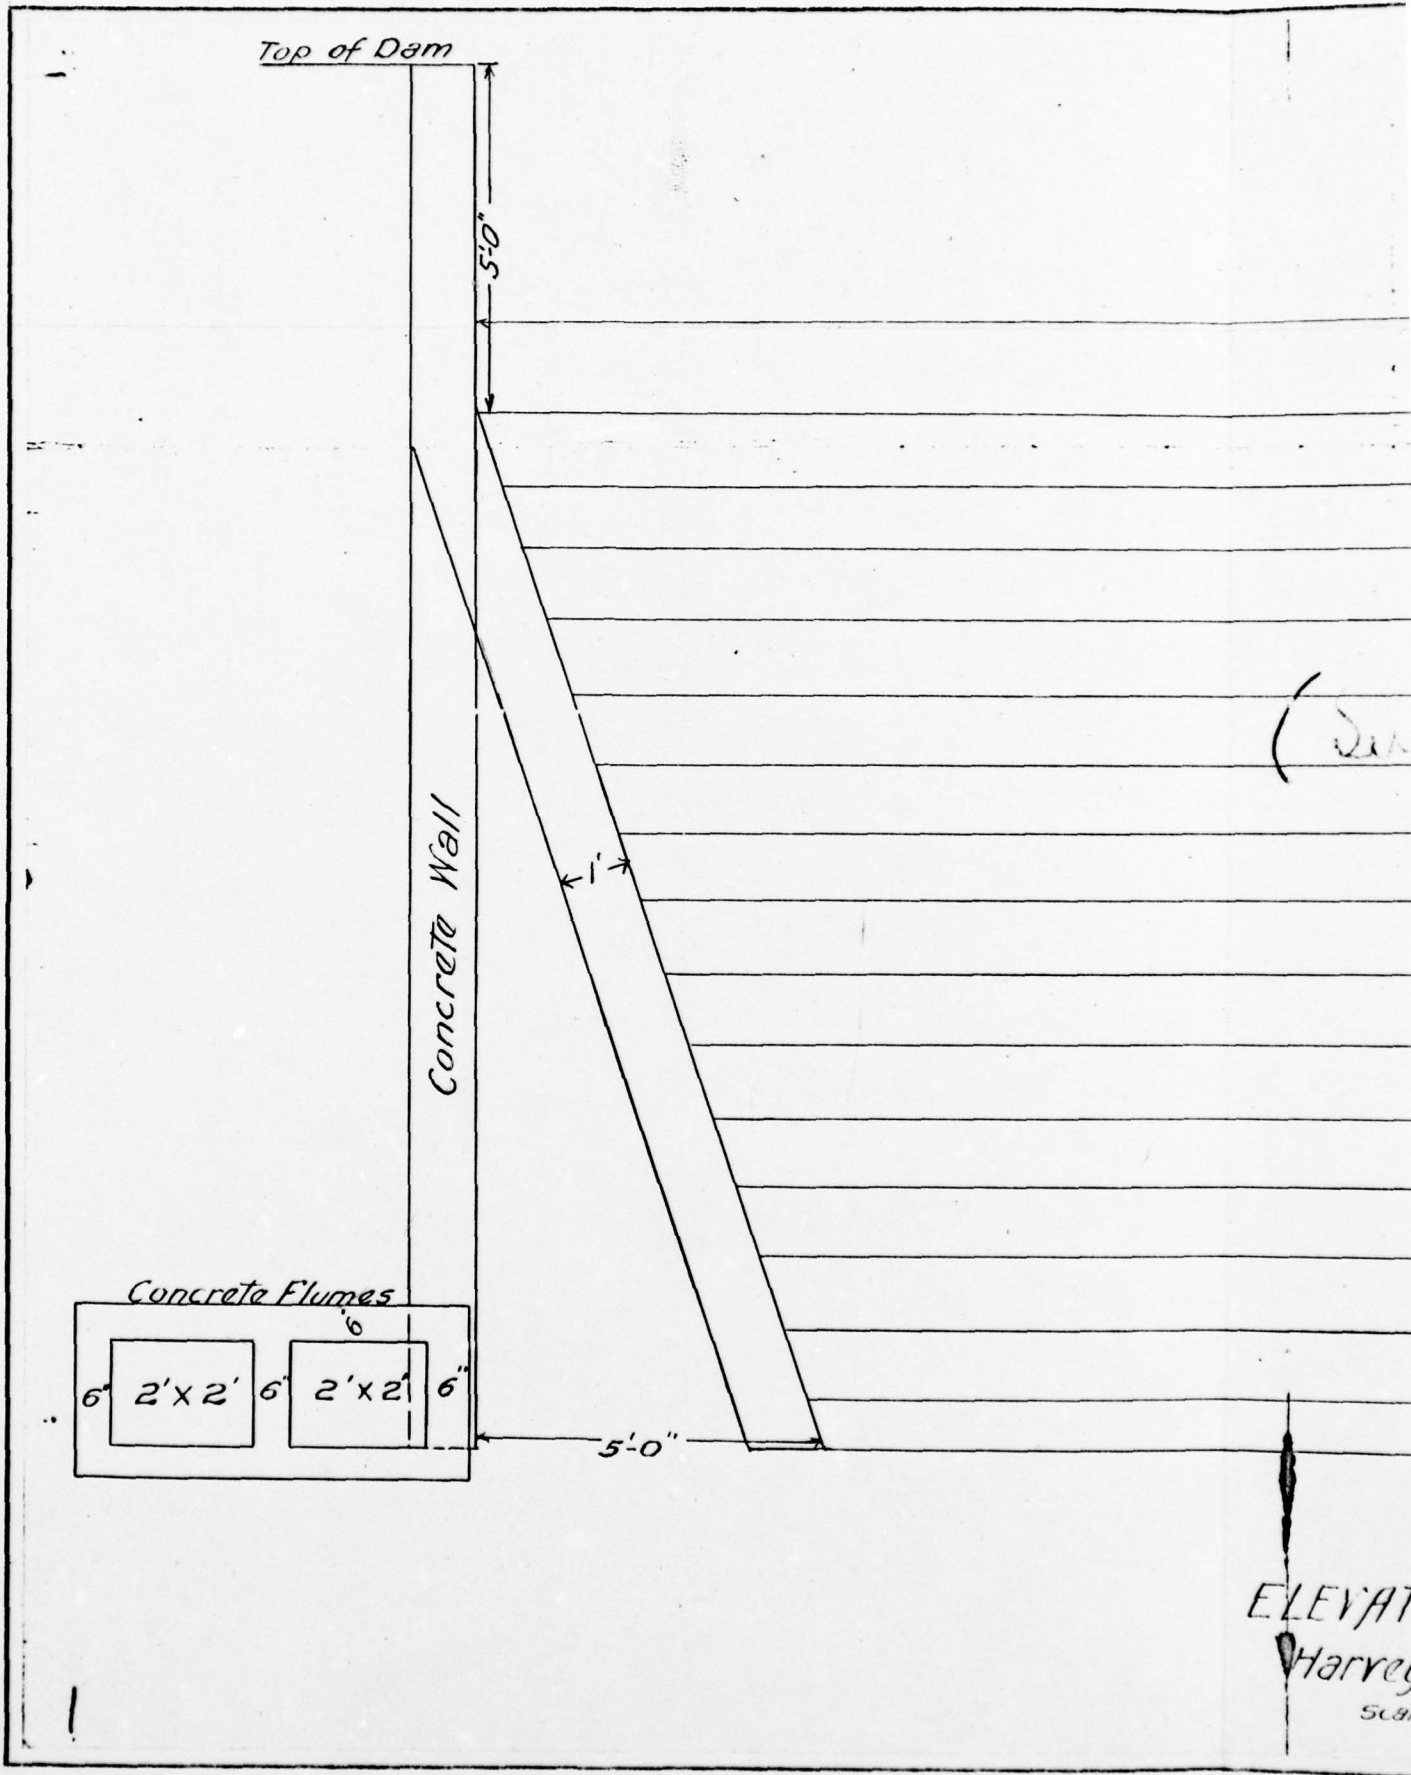 Top of Dam
5'-0"
Concrete Wall
1'
Concrete Flumes
6"
6"
2'x2'
6"
2'x2'
6"
5'-0"
ELEVAT
Harvey
Scal